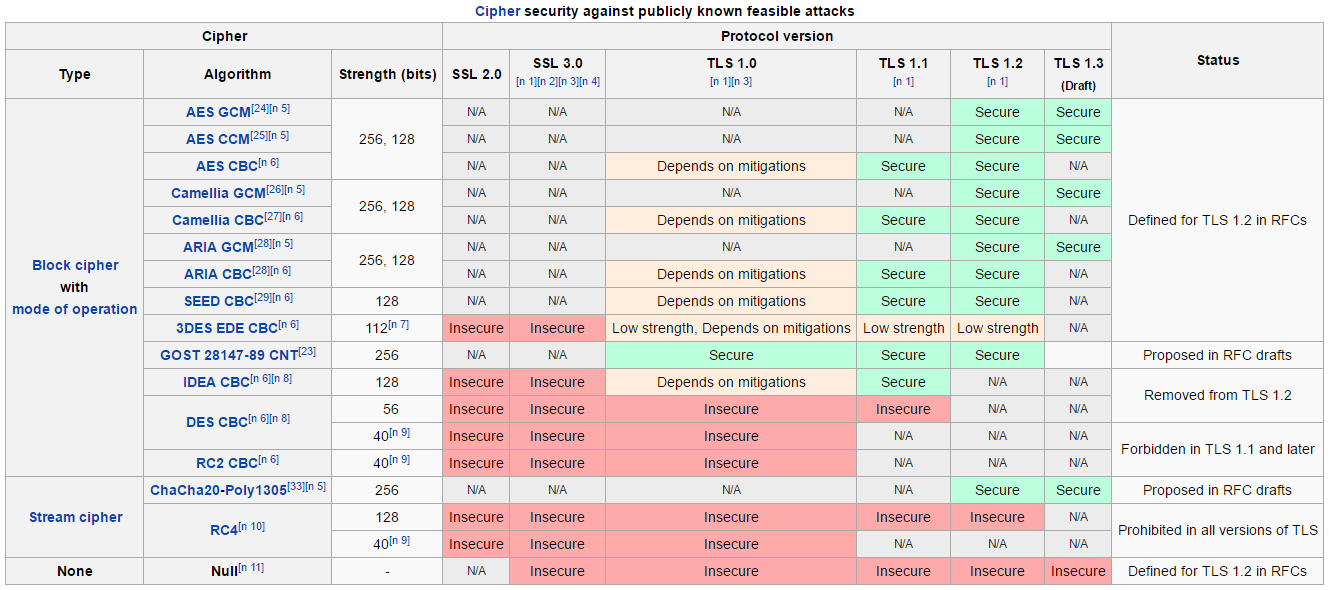 Cipher security against publicly known feasible attacks
Cipher Protocol version Status
Type Algorithm Strength (bits) SSL 2.0 SSL 3.0 [n 1][n 2][n 3][n 4] TLS 1.0 [n 1][n 3] TLS 1.1 [n 1] TLS 1.2 [n 1] TLS 1.3 (Draft)
Block cipher with mode of operation AES GCM[24][n 5] 256, 128 N/A N/A N/A N/A Secure Secure Defined for TLS 1.2 in RFCs
AES CCM[25][n 5] N/A N/A N/A N/A Secure Secure
AES CBC[n 6] N/A N/A Depends on mitigations Secure Secure N/A
Camellia GCM[26][n 5] 256, 128 N/A N/A N/A N/A Secure Secure
Camellia CBC[27][n 6] N/A N/A Depends on mitigations Secure Secure N/A
ARIA GCM[28][n 5] 256, 128 N/A N/A N/A N/A Secure Secure
ARIA CBC[28][n 6] N/A N/A Depends on mitigations Secure Secure N/A
SEED CBC[29][n 6] 128 N/A N/A Depends on mitigations Secure Secure N/A
3DES EDE CBC[n 6] 112[n 7] Insecure Insecure Low strength, Depends on mitigations Low strength Low strength N/A
GOST 28147-89 CNT[23] 256 N/A N/A Secure Secure Secure Proposed in RFC drafts
IDEA CBC[n 6][n 8] 128 Insecure Insecure Depends on mitigations Secure N/A N/A Removed from TLS 1.2
DES CBC[n 6][n 8] 56 Insecure Insecure Insecure Insecure N/A N/A
40[n 9] Insecure Insecure Insecure N/A N/A N/A Forbidden in TLS 1.1 and later
RC2 CBC[n 6] 40[n 9] Insecure Insecure Insecure N/A N/A N/A
Stream cipher ChaCha20-Poly1305[33][n 5] 256 N/A N/A N/A N/A Secure Secure Proposed in RFC drafts
RC4[n 10] 128 Insecure Insecure Insecure Insecure Insecure N/A Prohibited in all versions of TLS
40[n 9] Insecure Insecure Insecure N/A N/A N/A
None Null[n 11] - N/A Insecure Insecure Insecure Insecure Insecure Defined for TLS 1.2 in RFCs